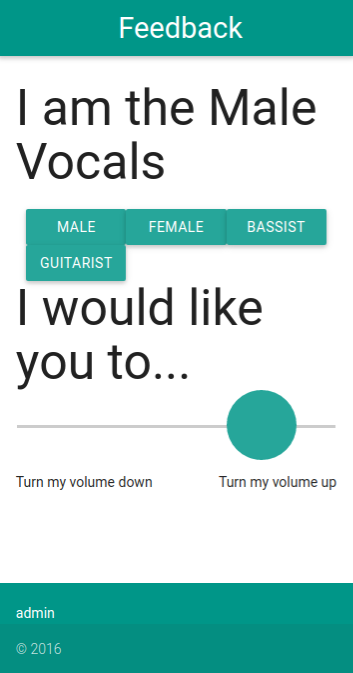 Feedback
I am the Male
Vocals
MALE FEMALE BASSIST
GUITARIST
I would like
you to...
Turn my volume down Turn my volume up
admin
© 2016